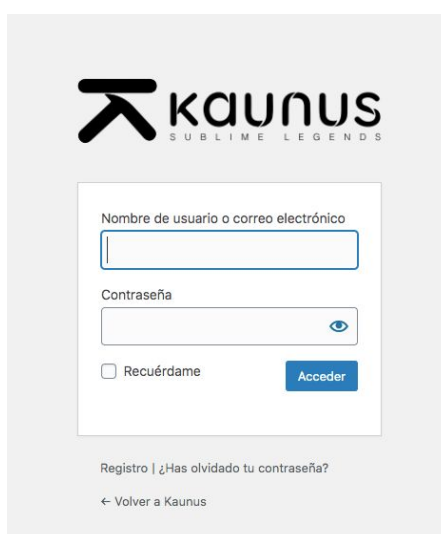 Kaunus
SUBLIME LEGENDS
Nombre de usuario o correo electrónico
Contraseña
Recuérdame
Acceder
Registro | ¿Has olvidado tu contraseña?
← Volver a Kaunus